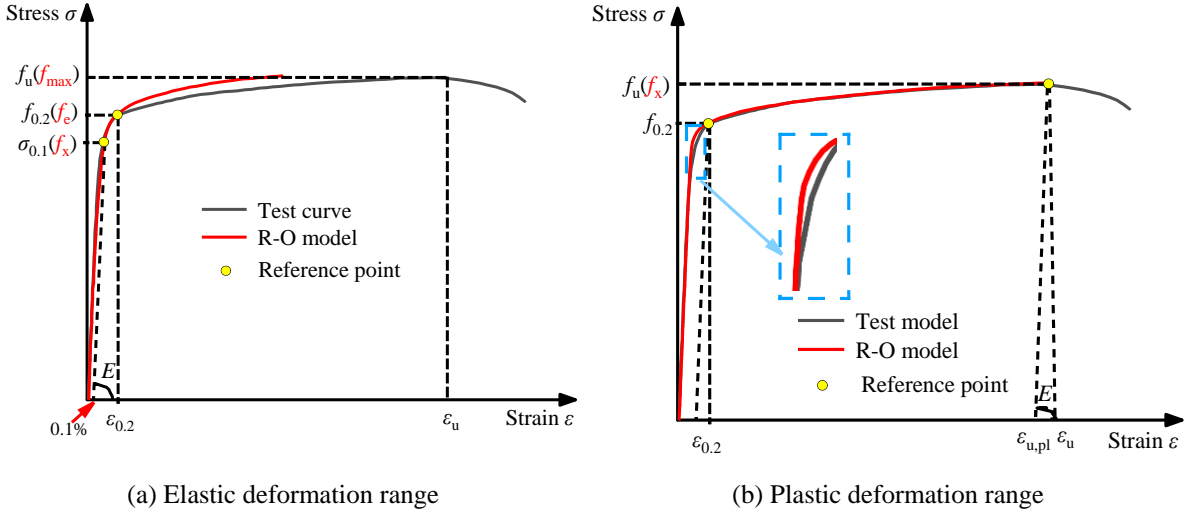 Stress σ
fu(fmax)
f0.2(fe)
σ0.1(fx)
Test curve
R-O model
Reference point
E
0.1%
ε0.2
εu
Strain ε
(a) Elastic deformation range
Stress σ
fu(fx)
f0.2
Test model
R-O model
Reference point
E
ε0.2
εu,pl
εu
Strain ε
(b) Plastic deformation range